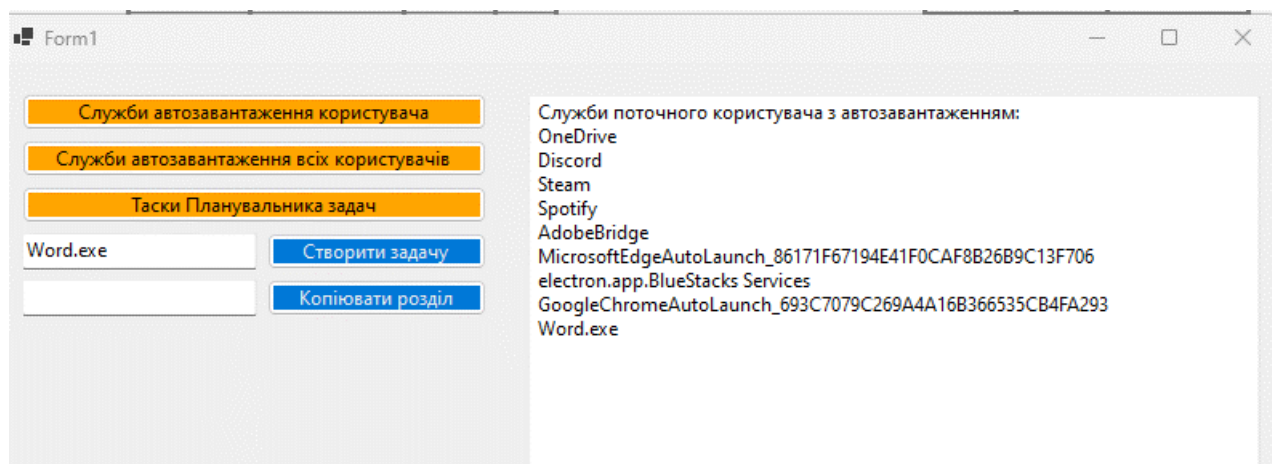 Form1
Служби автозавантаження користувача
Служби автозавантаження всіх користувачів
Таски Планувальника задач
Word.exe
Створити задачу
Копіювати розділ
Служби поточного користувача з автозавантаженням:
OneDrive
Discord
Steam
Spotify
AdobeBridge
MicrosoftEdgeAutoLaunch_86171F67194E41F0CAF8B26B9C13F706
electron.app.BlueStacks Services
GoogleChromeAutoLaunch_693C7079C269A4A16B366535CB4FA293
Word.exe